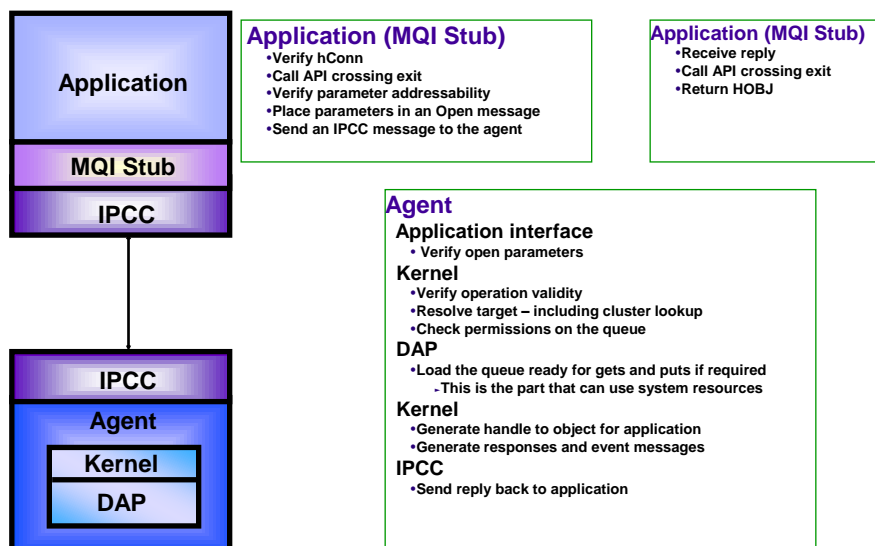 Application
MQI Stub
IPCC
IPCC
Agent
Kernel
DAP
Application (MQI Stub)
•Verify hConn
•Call API crossing exit
•Verify parameter addressability
•Place parameters in an Open message
•Send an IPCC message to the agent
Application (MQI Stub)
•Receive reply
•Call API crossing exit
•Return HOBJ
Agent
Application interface
• Verify open parameters
Kernel
•Verify operation validity
•Resolve target – including cluster lookup
•Check permissions on the queue
DAP
•Load the queue ready for gets and puts if required
-This is the part that can use system resources
Kernel
•Generate handle to object for application
•Generate responses and event messages
IPCC
•Send reply back to application